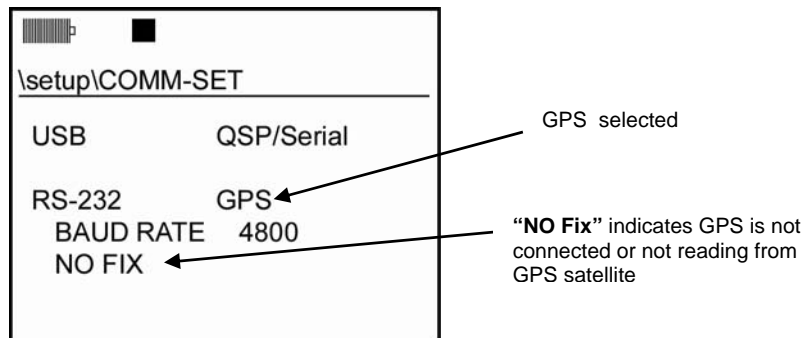 \setup\COMM-SET
USB QSP/Serial
RS-232 GPS
BAUD RATE 4800
NO FIX
GPS selected
“NO Fix” indicates GPS is not
connected or not reading from
GPS satellite